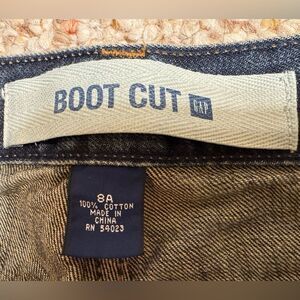 BOOT CUT GAP
8A
100% COTTON
MADE IN
CHINA
RN 54023